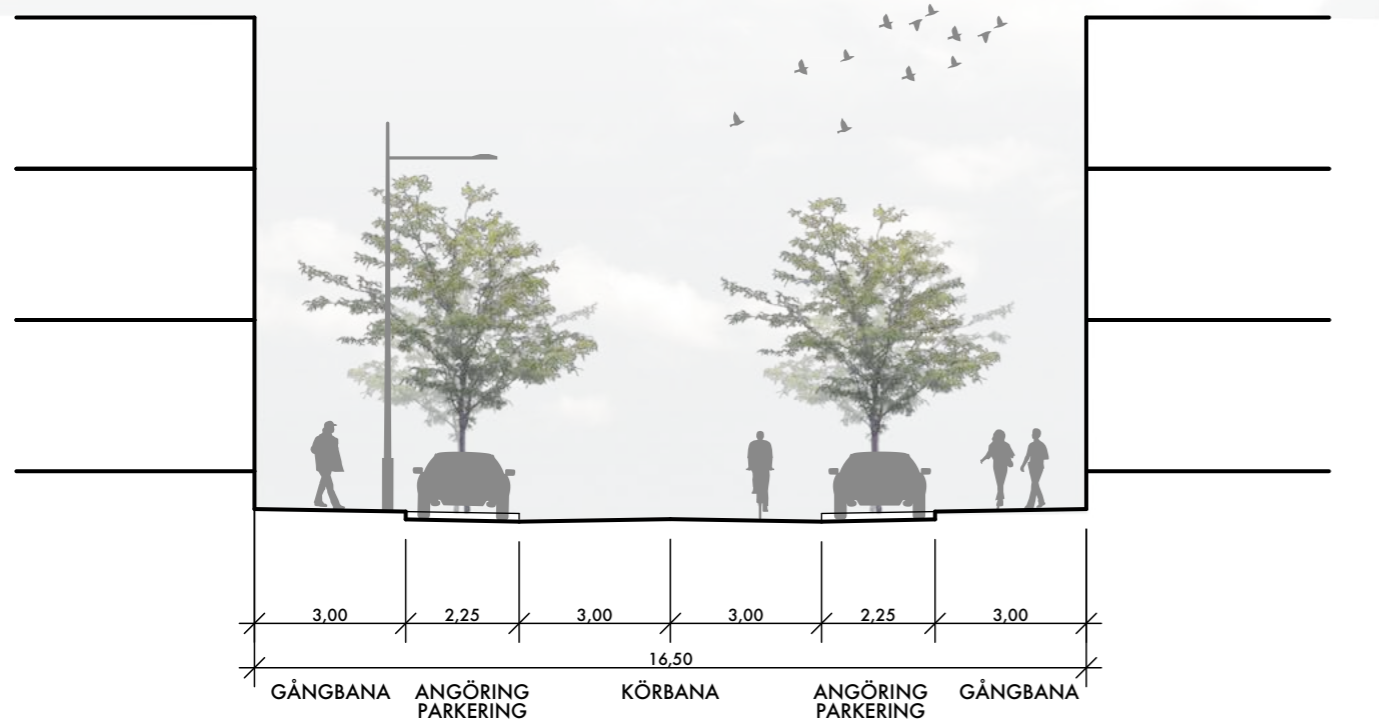 3,00 2,25 3,00 3,00 2,25 3,00
16,50
GÅNGBANA ANGÖRING PARKERING KÖRBANA ANGÖRING PARKERING GÅNGBANA